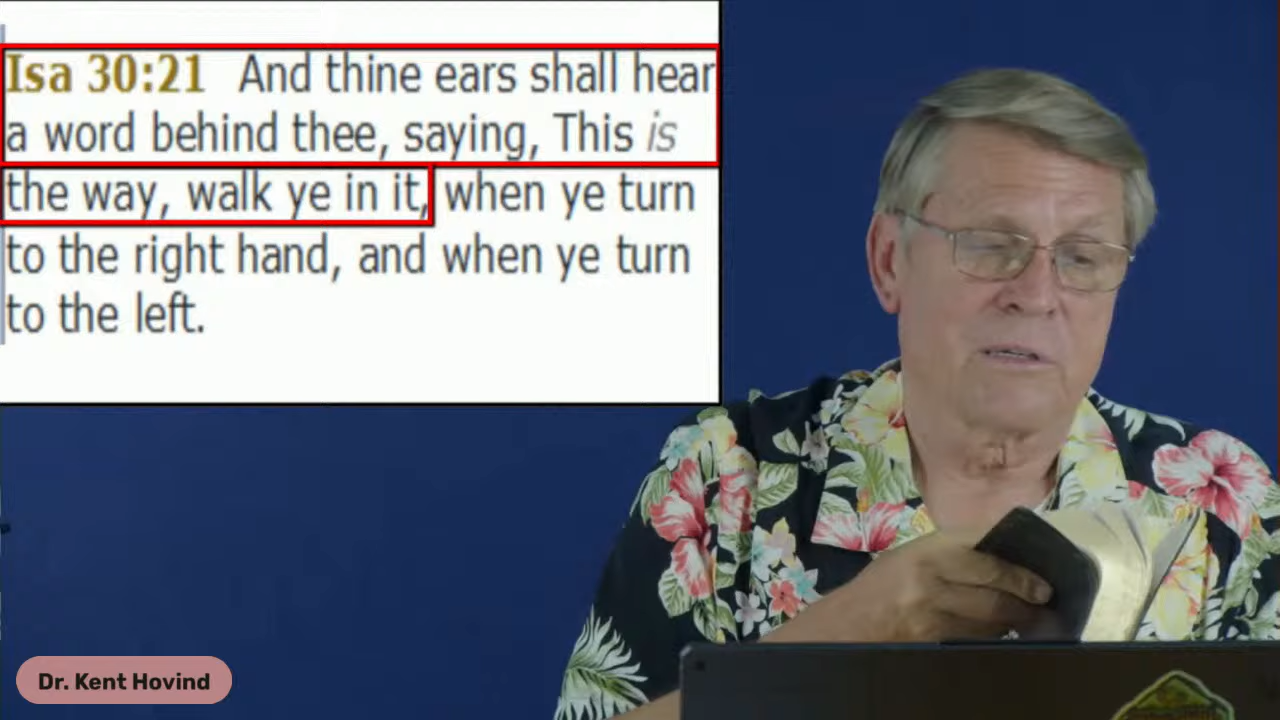 Isa 30:21 And thine ears shall hear
a word behind thee, saying, This is
the way, walk ye in it, when ye turn
to the right hand, and when ye turn
to the left.
Dr. Kent Hovind